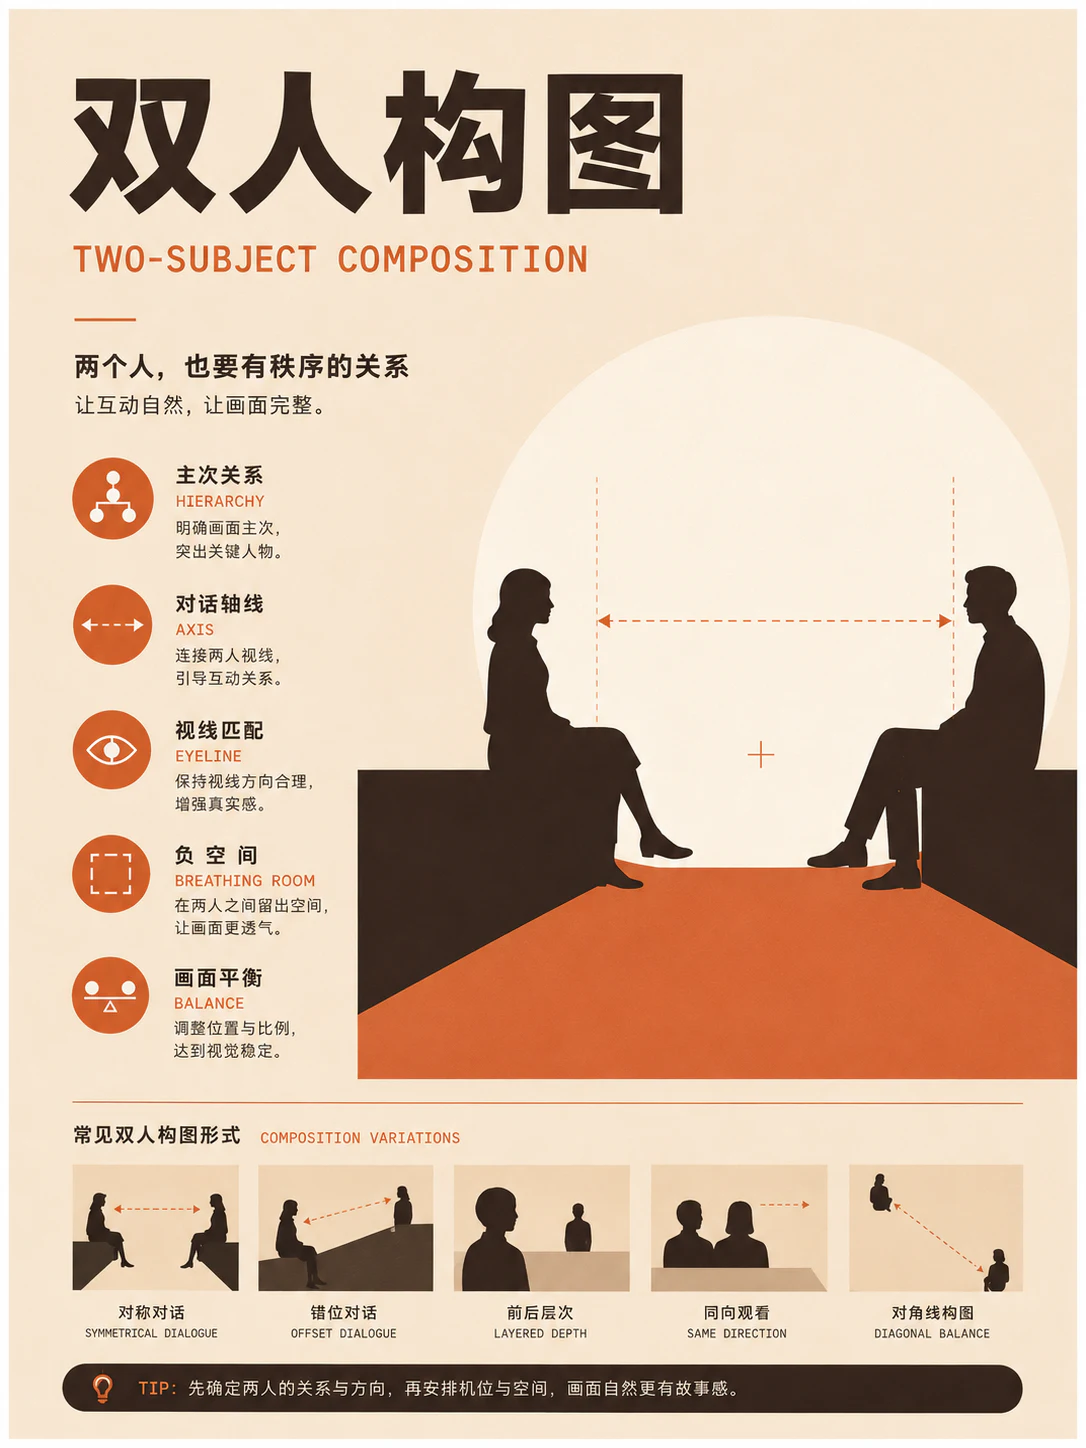 双人构图
TWO-SUBJECT COMPOSITION
两个人，也要有秩序的关系
让互动自然，让画面完整。
主次关系
HIERARCHY
明确画面主次，
突出关键人物。
对话轴线
AXIS
连接两人视线，
引导互动关系。
视线匹配
EYELINE
保持视线方向合理，
增强真实感。
负空间
BREATHING ROOM
在两人之间留出空间，
让画面更透气。
画面平衡
BALANCE
调整位置与比例，
达到视觉稳定。
常见双人构图形式 COMPOSITION VARIATIONS
对称对话
SYMMETRICAL DIALOGUE
错位对话
OFFSET DIALOGUE
前后层次
LAYERED DEPTH
同向观看
SAME DIRECTION
对角线构图
DIAGONAL BALANCE
TIP: 先确定两人的关系与方向，再安排机位与空间，画面自然更有故事感。